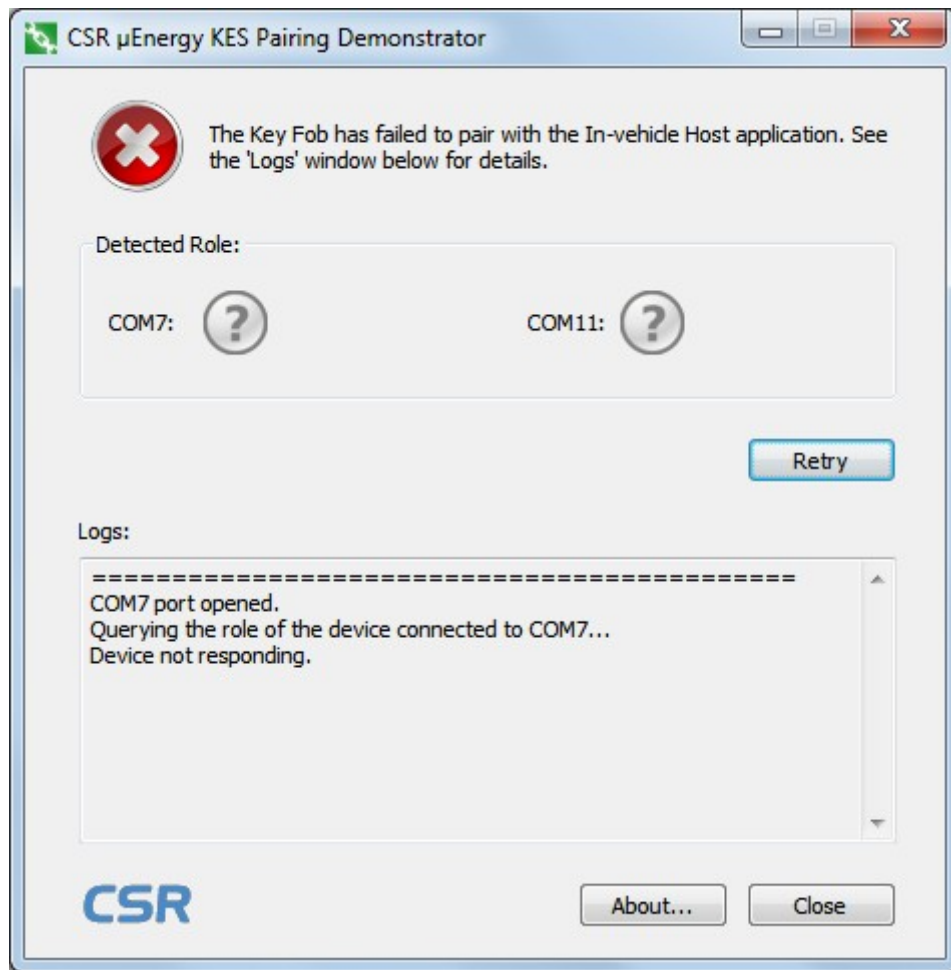 CSR µEnergy KES Pairing Demonstrator
The Key Fob has failed to pair with the In-vehicle Host application. See
the 'Logs' window below for details.
Detected Role:
COM7: ?
COM11: ?
Retry
Logs:
============================================
COM7 port opened.
Querying the role of the device connected to COM7...
Device not responding.
CSR
About...
Close